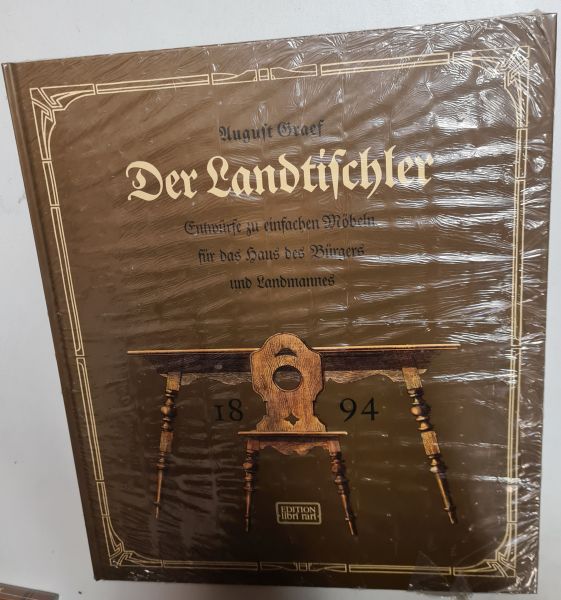 August Graef
Der Landtischler
Entwürfe zu einfachen Möbeln
für das Haus des Bürgers
und Landmannes
18 94
EDITION
libri rari